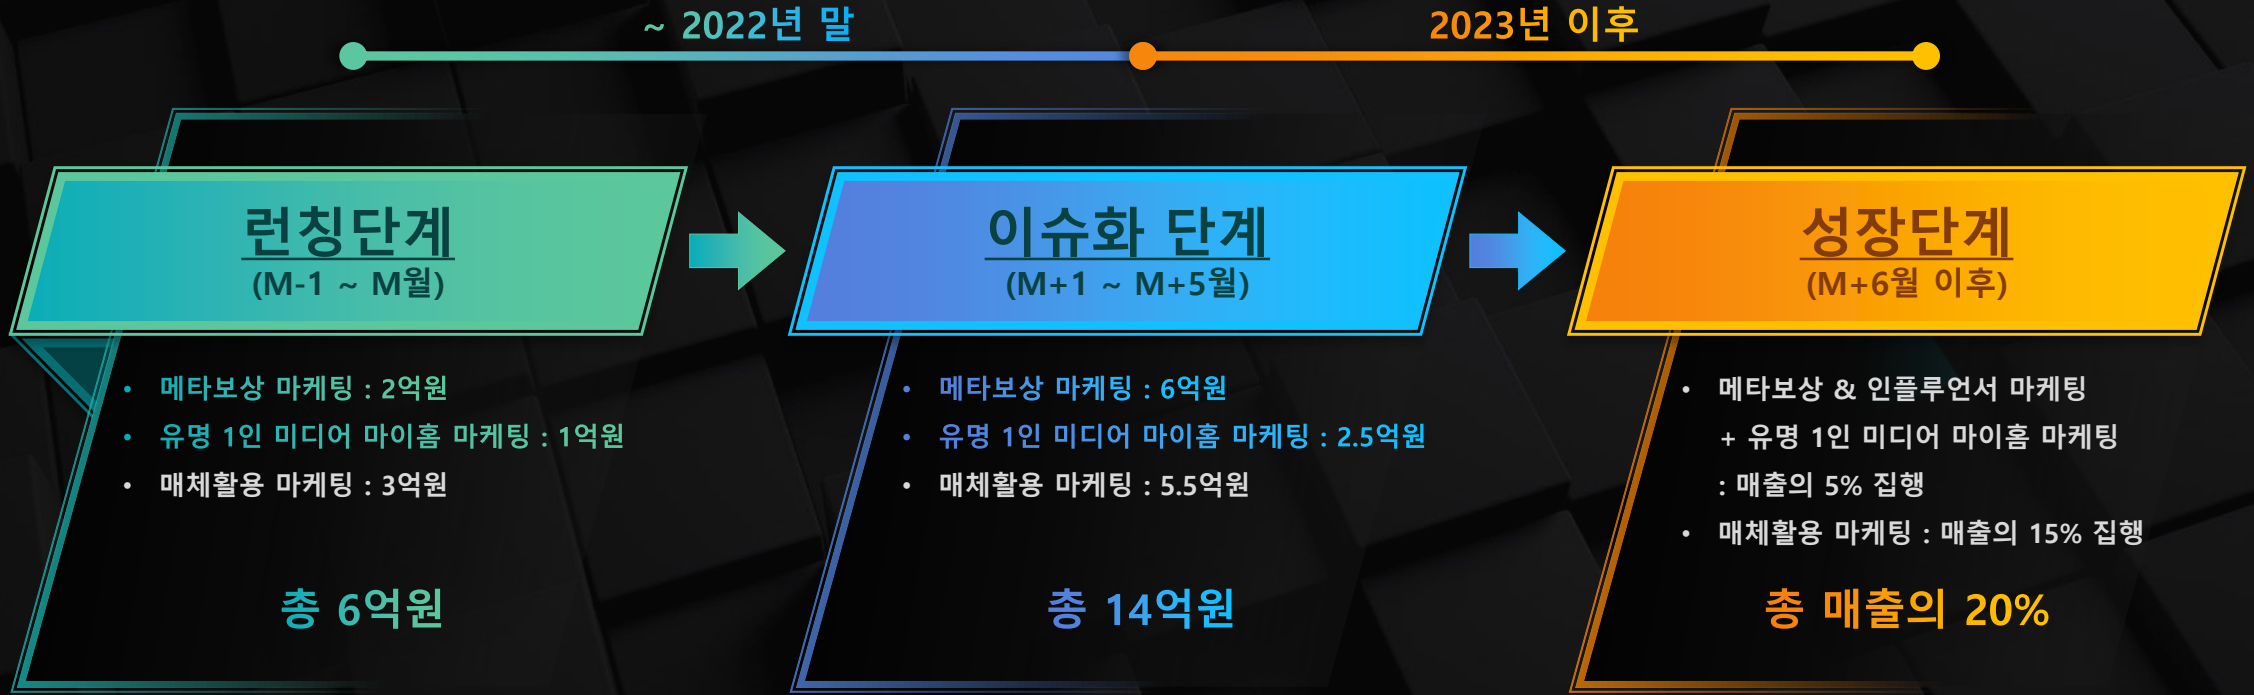 ~ 2022년 말
2023년 이후
런칭단계
(M-1 ~ M월)
• 메타보상 마케팅 : 2억원
• 유명 1인 미디어 마이홈 마케팅 : 1억원
• 매체활용 마케팅 : 3억원
총 6억원
이슈화 단계
(M+1 ~ M+5월)
• 메타보상 마케팅 : 6억원
• 유명 1인 미디어 마이홈 마케팅 : 2.5억원
• 매체활용 마케팅 : 5.5억원
총 14억원
성장단계
(M+6월 이후)
• 메타보상 & 인플루언서 마케팅
+ 유명 1인 미디어 마이홈 마케팅
: 매출의 5% 집행
• 매체활용 마케팅 : 매출의 15% 집행
총 매출의 20%